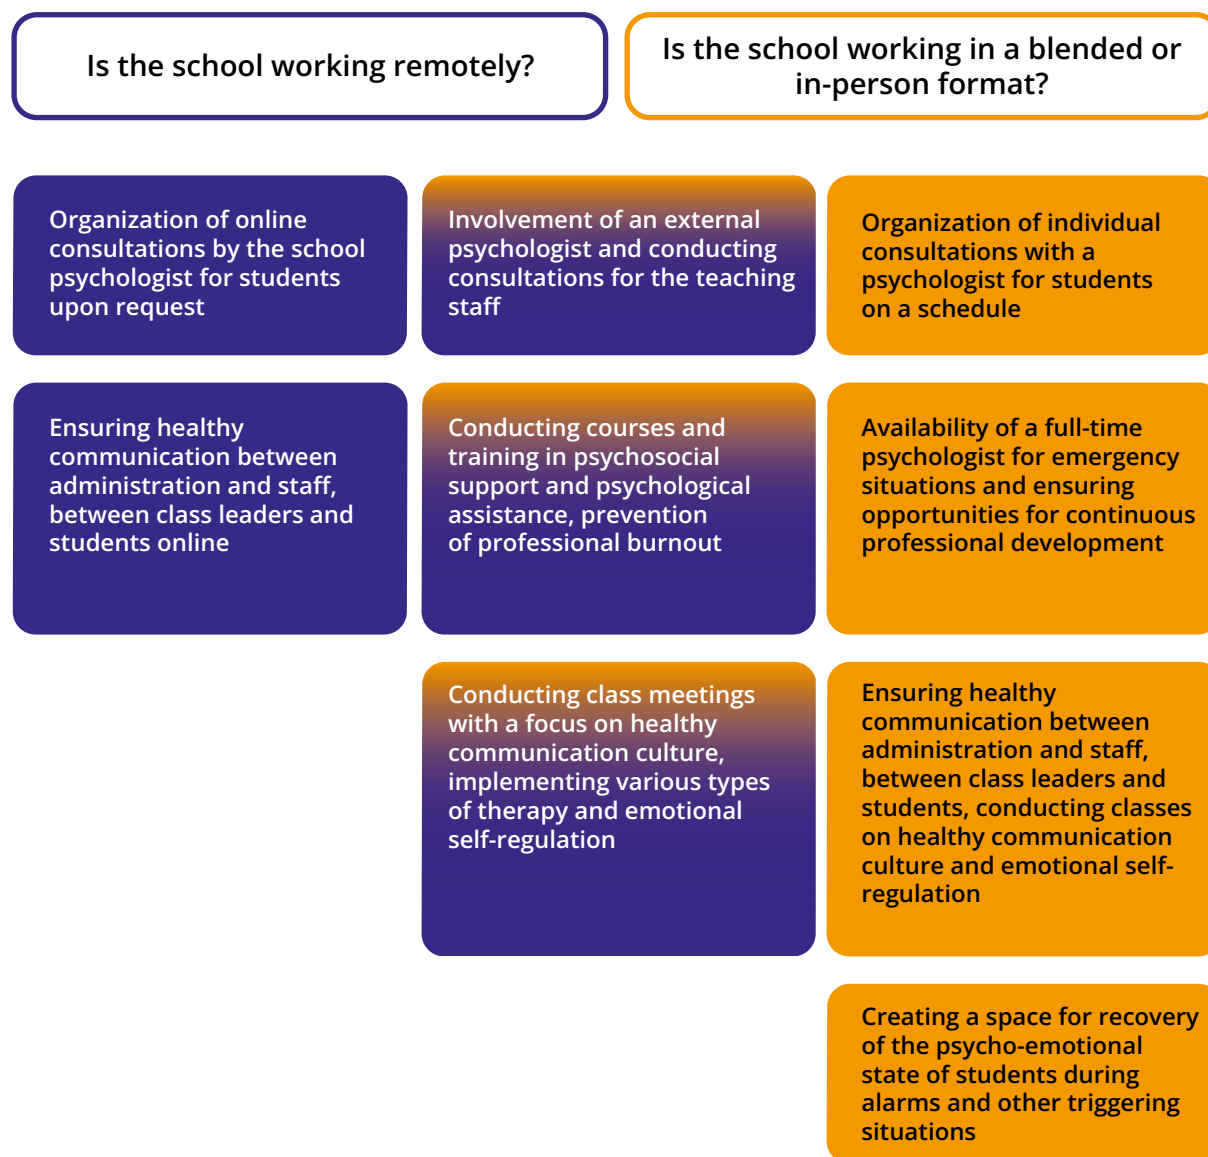 Is the school working remotely?
Is the school working in a blended or
in-person format?
Organization of online
consultations by the school
psychologist for students
upon request
Involvement of an external
psychologist and conducting
consultations for the teaching
staff
Organization of individual
consultations with a
psychologist for students
on a schedule
Ensuring healthy
communication between
administration and staff,
between class leaders and
students online
Conducting courses and
training in psychosocial
support and psychological
assistance, prevention
of professional burnout
Availability of a full-time
psychologist for emergency
situations and ensuring
opportunities for continuous
professional development
Conducting class meetings
with a focus on healthy
communication culture,
implementing various types
of therapy and emotional
self-regulation
Ensuring healthy
communication between
administration and staff,
between class leaders and
students, conducting classes
on healthy communication
culture and emotional self-
regulation
Creating a space for recovery
of the psycho-emotional
state of students during
alarms and other triggering
situations